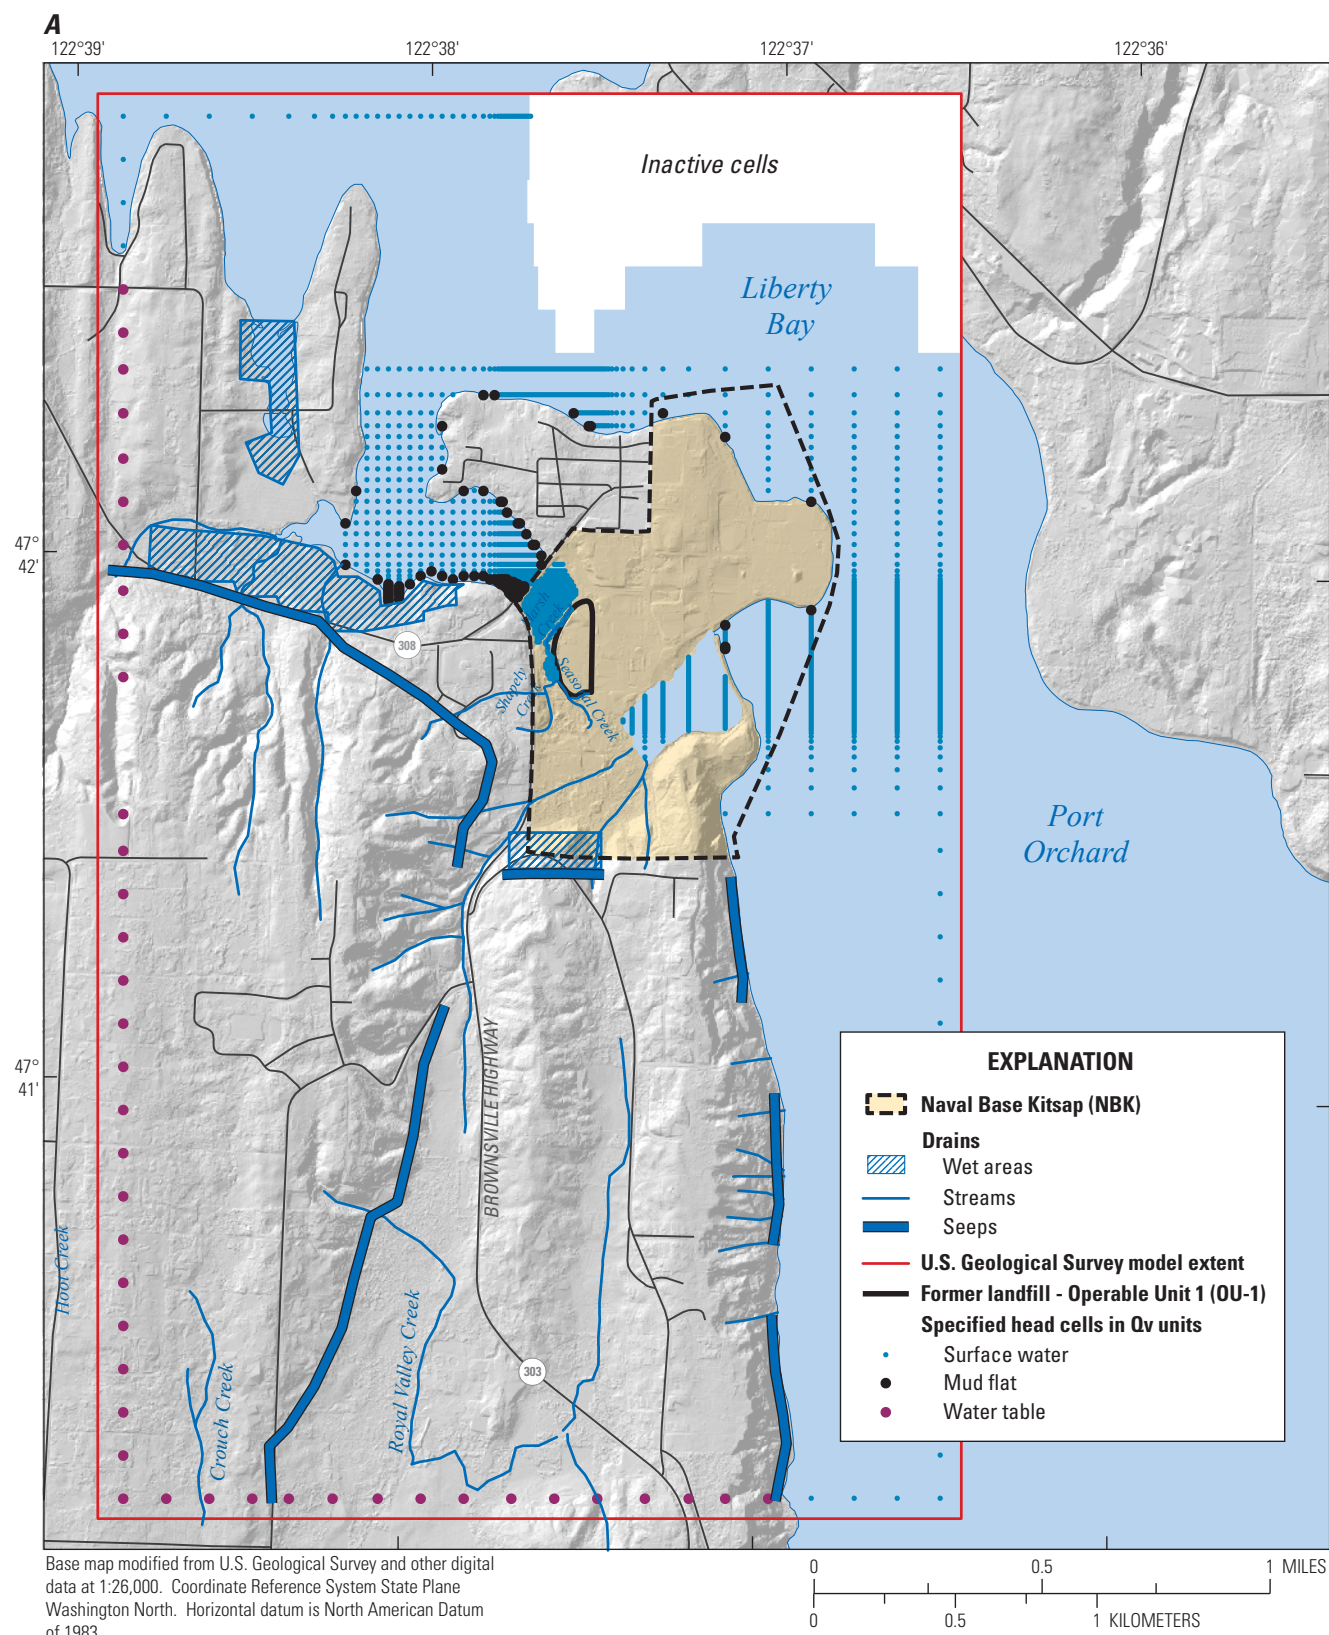 A
122°39'
122°38'
122°37'
122°36'
Inactive cells
Liberty
Bay
47°
42'
Marsh
Creek
308
Shapely
Creek
Seasonal Creek
Port
Orchard
47°
41'
BROWNSVILLE HIGHWAY
Hoot Creek
Royal Valley Creek
Crouch Creek
303
EXPLANATION
Naval Base Kitsap (NBK)
Drains
Wet areas
Streams
Seeps
U.S. Geological Survey model extent
Former landfill - Operable Unit 1 (OU-1)
Specified head cells in Qv units
Surface water
Mud flat
Water table
Base map modified from U.S. Geological Survey and other digital
data at 1:26,000. Coordinate Reference System State Plane
Washington North. Horizontal datum is North American Datum
of 1983
0 0.5 1 MILES
0 0.5 1 KILOMETERS